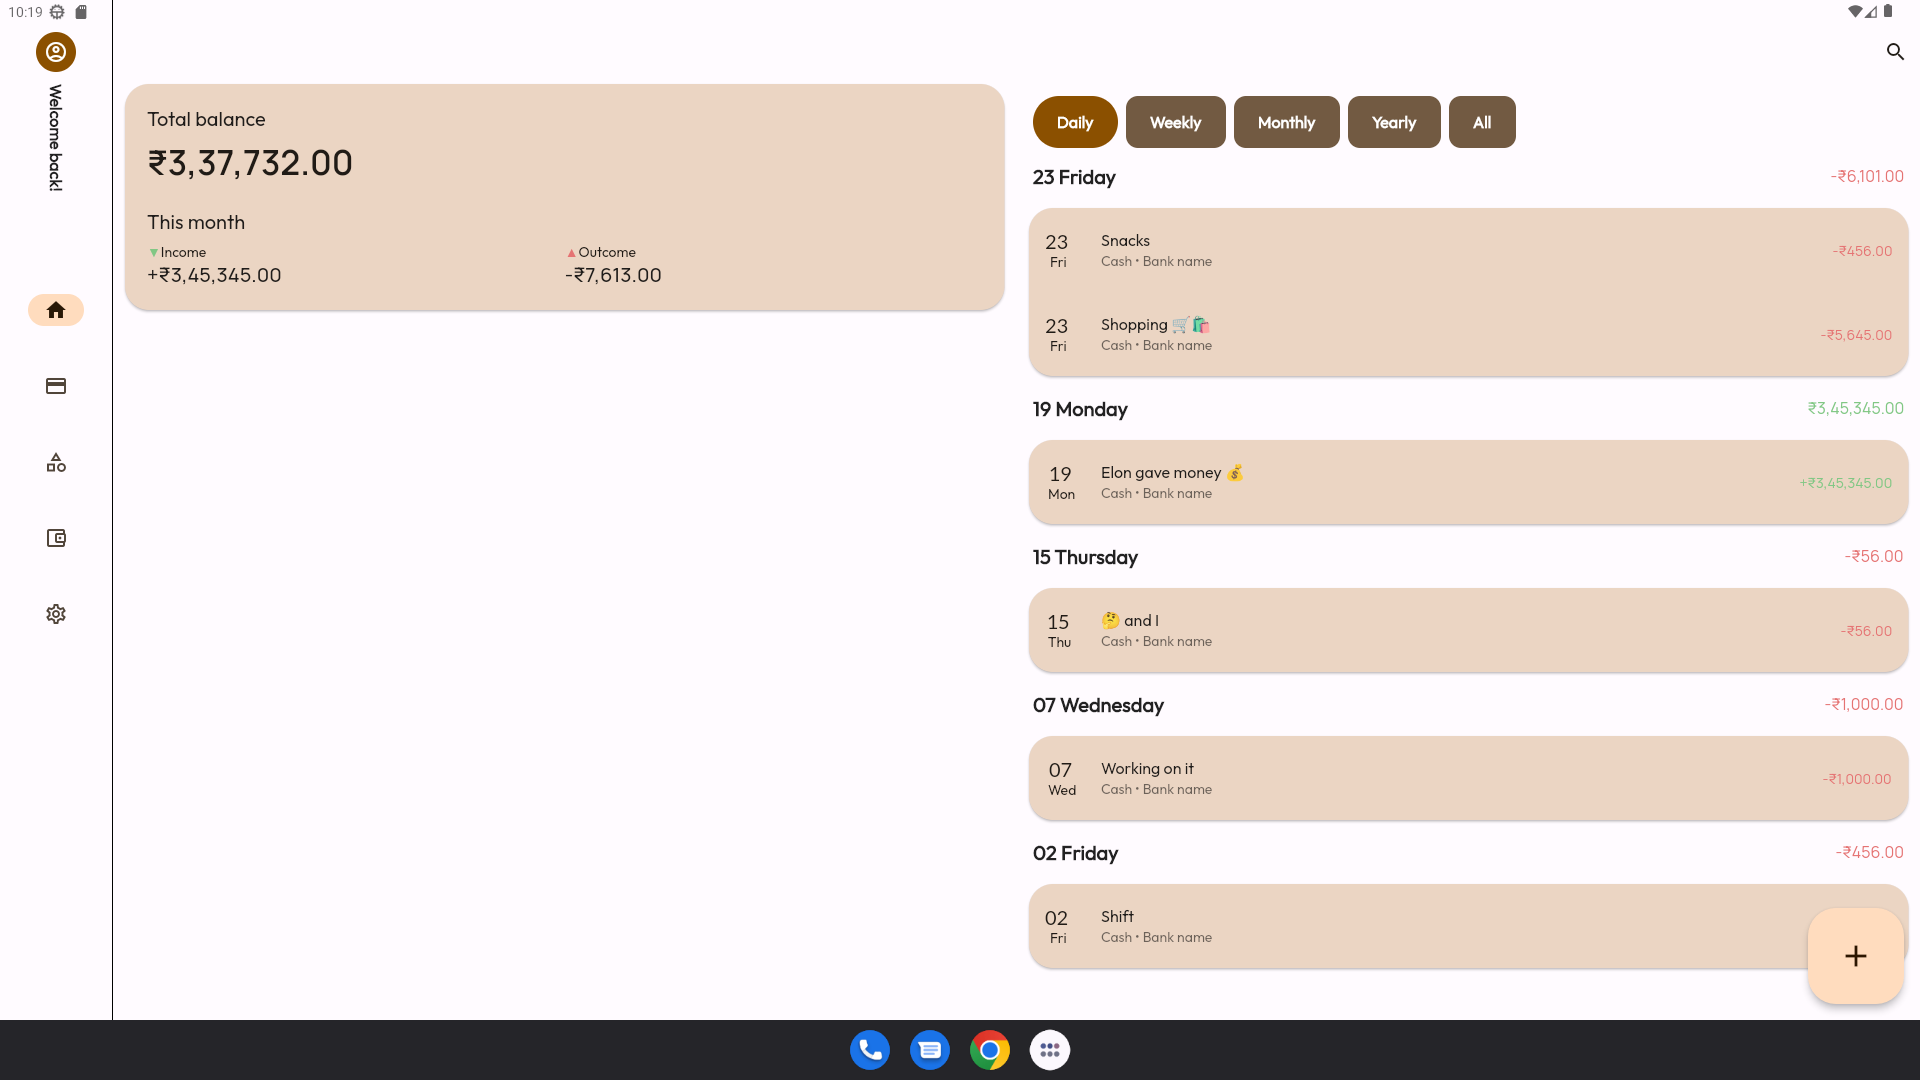 10:19
Welcome back!
Total balance
₹3,37,732.00
This month
Income
+₹3,45,345.00
Outcome
-₹7,613.00
Daily
Weekly
Monthly
Yearly
All
23 Friday
-₹6,101.00
23
Fri
Snacks
Cash • Bank name
-₹456.00
23
Fri
Shopping 🛒🛍️
Cash • Bank name
-₹5,645.00
19 Monday
₹3,45,345.00
19
Mon
Elon gave money 💰
Cash • Bank name
+₹3,45,345.00
15 Thursday
-₹56.00
15
Thu
🤔 and I
Cash • Bank name
-₹56.00
07 Wednesday
-₹1,000.00
07
Wed
Working on it
Cash • Bank name
-₹1,000.00
02 Friday
-₹456.00
02
Fri
Shift
Cash • Bank name